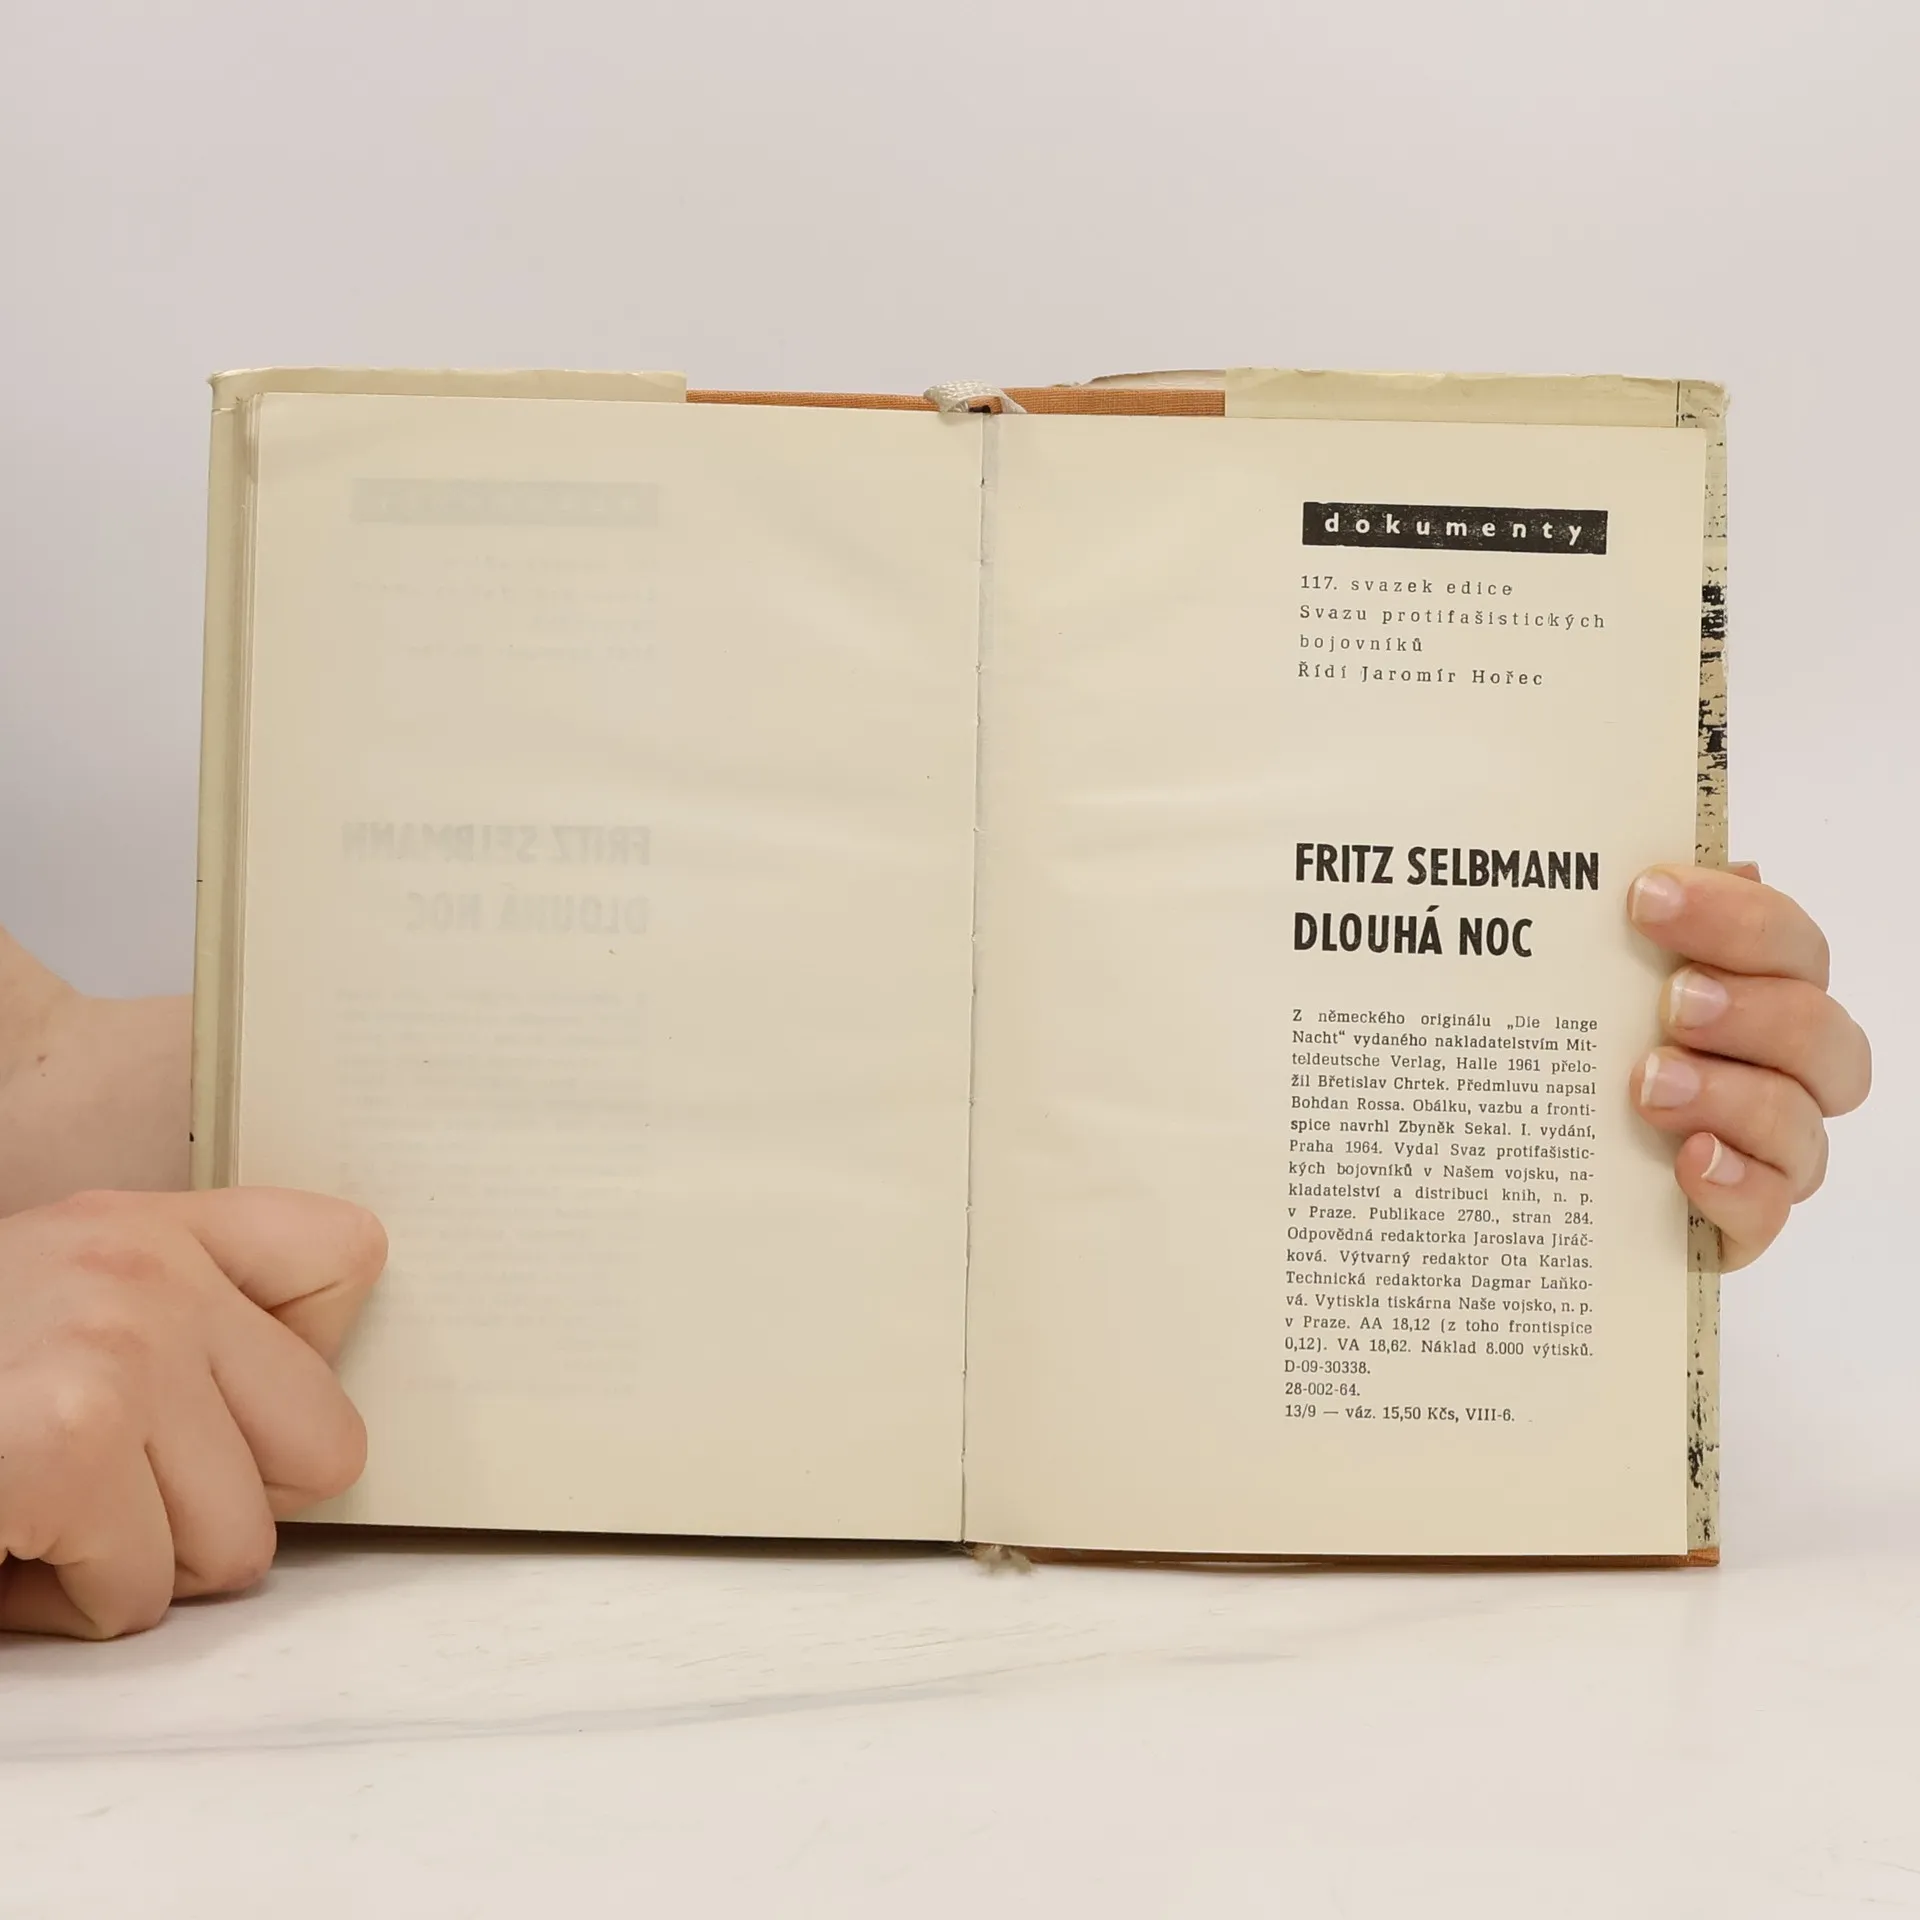 dokumenty
117. svazek edice
Svazu protifašistických
bojovníků
Řídí Jaromír Hořec
FRITZ SELBMANN
DLOUHÁ NOC
Z německého originálu „Die lange
Nacht“ vydaného nakladatelstvím Mit-
teldeutsche Verlag, Halle 1961 přelo-
žil Břetislav Chrtek. Předmluvu napsal
Bohdan Rossa. Obálku, vazbu a fronti-
spice navrhl Zbyněk Sekal. I. vydání,
Praha 1964. Vydal Svaz protifašistic-
kých bojovníků v Našem vojsku, na-
kladatelství a distribuci knih, n. p.
v Praze. Publikace 2780., stran 284.
Odpovědná redaktorka Jaroslava Jiráč-
ková. Výtvarný redaktor Ota Karlas.
Technická redaktorka Dagmar Laňko-
vá. Vytiskla tiskárna Naše vojsko, n. p.
v Praze. AA 18,12 (z toho frontispice
0,12). VA 18,62. Náklad 8.000 výtisků.
D-09-30338.
28-002-64.
13/9 — váz. 15,50 Kčs, VIII-6.